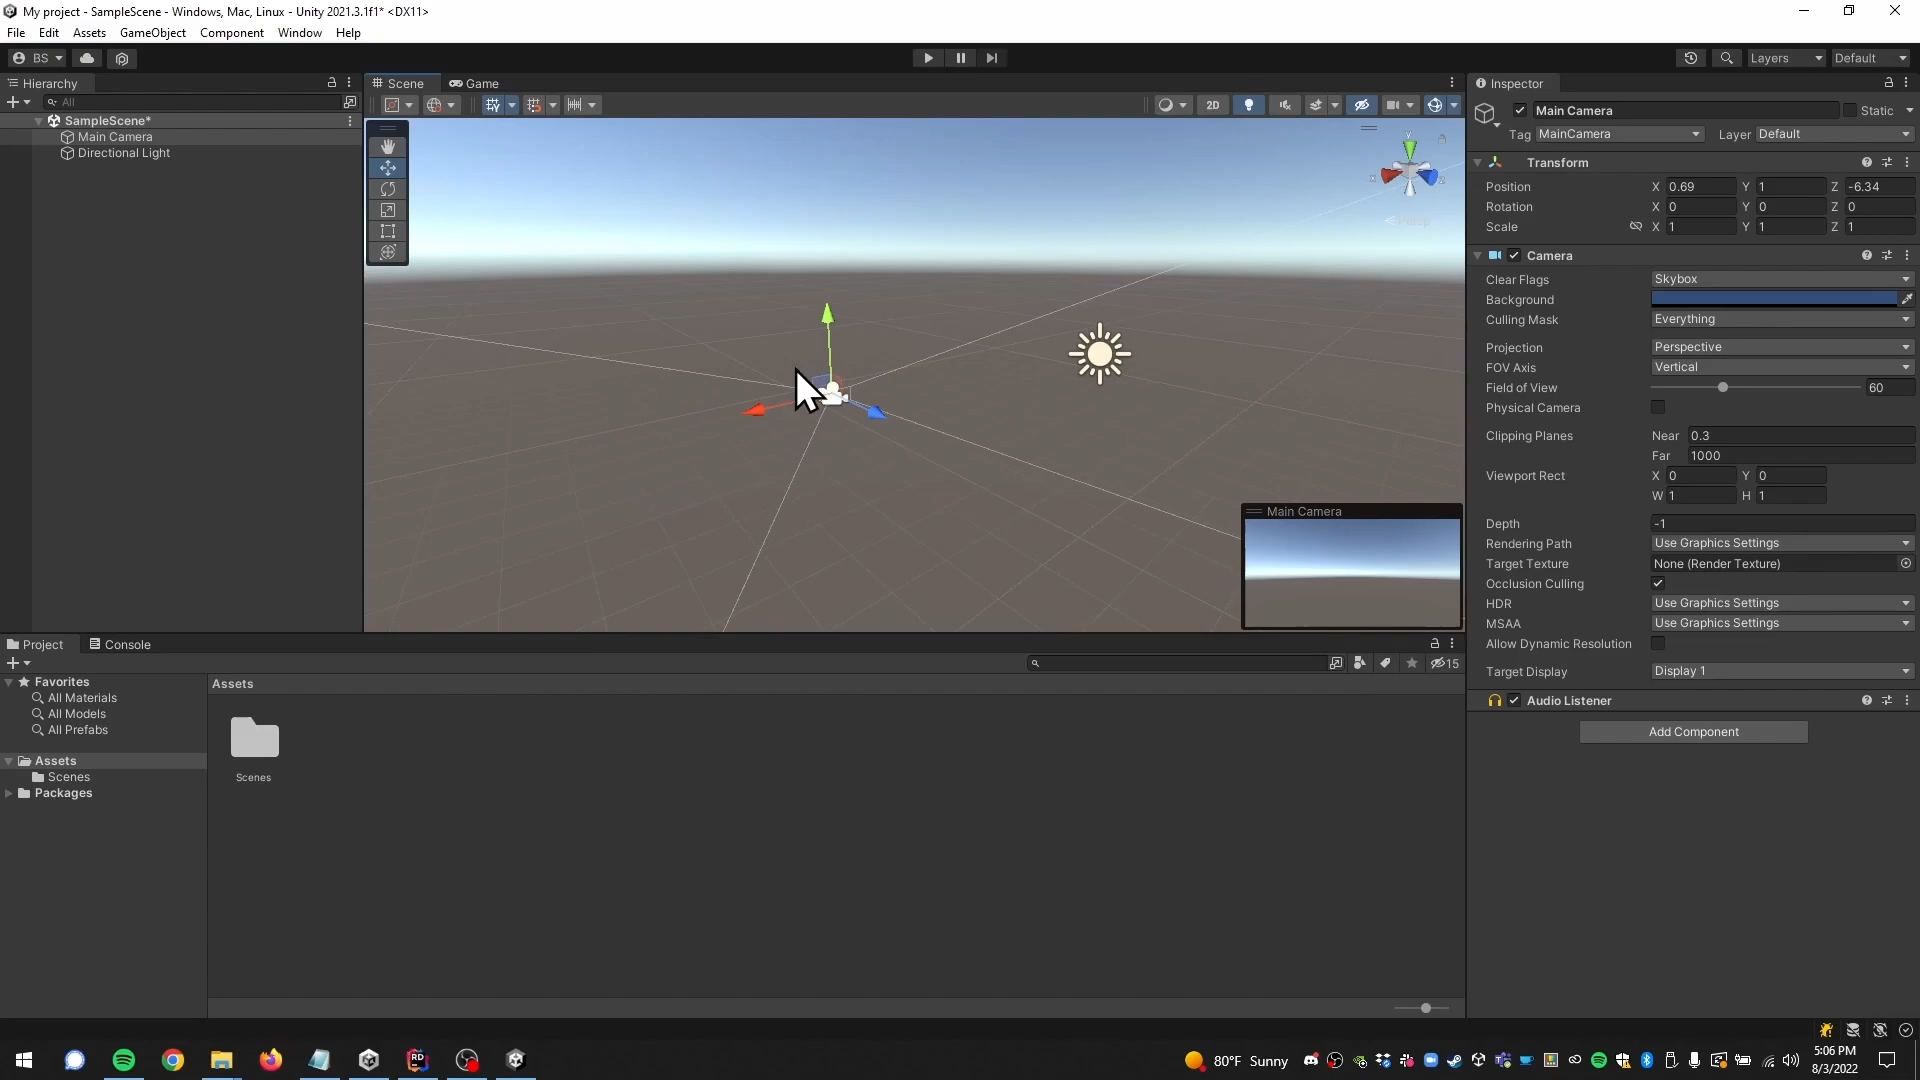 My project - SampleScene - Windows, Mac, Linux - Unity 2021.3.1f1* <DX11>
File Edit Assets GameObject Component Window Help
BS
Layers Default
Hierarchy
All
SampleScene*
Main Camera
Directional Light
Scene Game
2D
y
x z
Persp
Main Camera
Inspector
Main Camera Static
Tag MainCamera Layer Default
Transform
Position X 0.69 Y 1 Z -6.34
Rotation X 0 Y 0 Z 0
Scale X 1 Y 1 Z 1
Camera
Clear Flags Skybox
Background
Culling Mask Everything
Projection Perspective
FOV Axis Vertical
Field of View 60
Physical Camera
Clipping Planes Near 0.3
Far 1000
Viewport Rect X 0 Y 0
W 1 H 1
Depth -1
Rendering Path Use Graphics Settings
Target Texture None (Render Texture)
Occlusion Culling
HDR Use Graphics Settings
MSAA Use Graphics Settings
Allow Dynamic Resolution
Target Display Display 1
Audio Listener
Add Component
Project Console
15
Favorites
All Materials
All Models
All Prefabs
Assets
Scenes
Packages
Assets
Scenes
RD
80°F Sunny
5:06 PM
8/3/2022